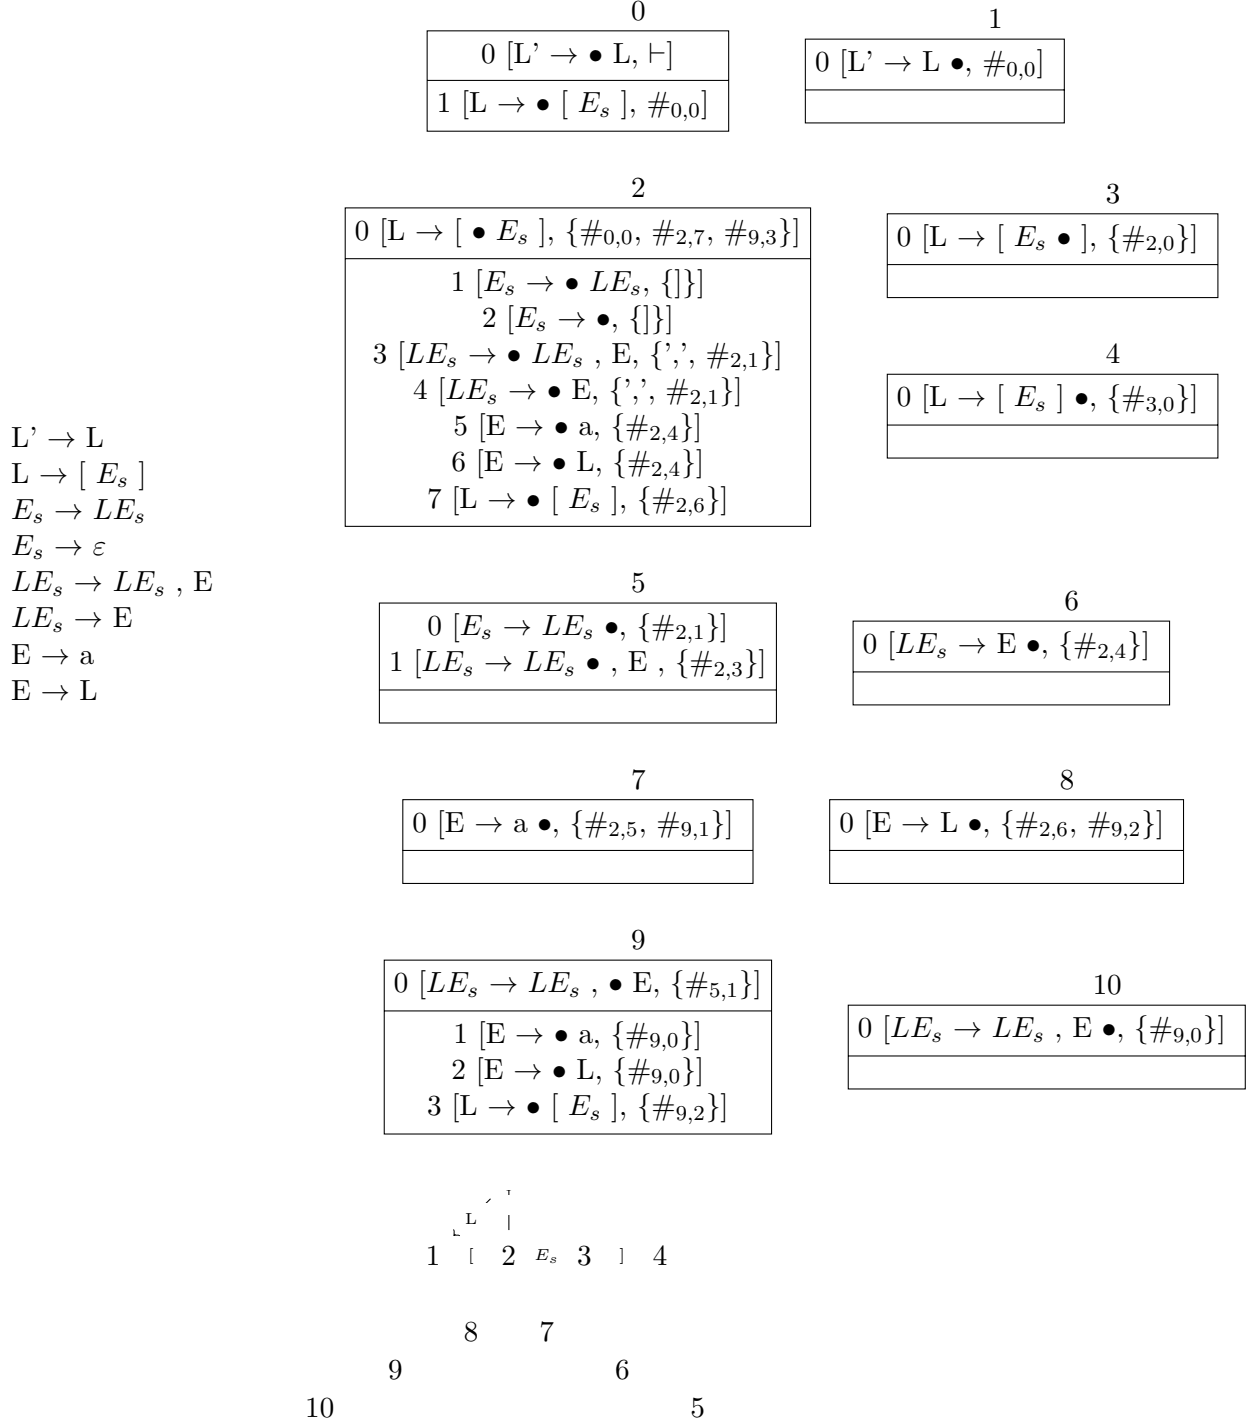 0
0 [L’ → • L, ⊢]
1 [L → • [ E_s ], #_{0,0}]
1
0 [L’ → L •, #_{0,0}]
2
0 [L → [ • E_s ], {#_{0,0}, #_{2,7}, #_{9,3}}]
1 [E_s → • LE_s, {]}]
2 [E_s → •, {]}]
3 [LE_s → • LE_s , E, {’,’, #_{2,1}}]
4 [LE_s → • E, {’,’, #_{2,1}}]
5 [E → • a, {#_{2,4}}]
6 [E → • L, {#_{2,4}}]
7 [L → • [ E_s ], {#_{2,6}}]
3
0 [L → [ E_s • ], {#_{2,0}}]
4
0 [L → [ E_s ] •, {#_{3,0}}]
L’ → L
L → [ E_s ]
E_s → LE_s
E_s → ε
LE_s → LE_s , E
LE_s → E
E → a
E → L
5
0 [E_s → LE_s •, {#_{2,1}}]
1 [LE_s → LE_s • , E , {#_{2,3}}]
6
0 [LE_s → E •, {#_{2,4}}]
7
0 [E → a •, {#_{2,5}, #_{9,1}}]
8
0 [E → L •, {#_{2,6}, #_{9,2}}]
9
0 [LE_s → LE_s , • E, {#_{5,1}}]
1 [E → • a, {#_{9,0}}]
2 [E → • L, {#_{9,0}}]
3 [L → • [ E_s ], {#_{9,2}}]
10
0 [LE_s → LE_s , E •, {#_{9,0}}]
L
1 [ 2 E_s 3 ] 4
8 7
9 6
10 5